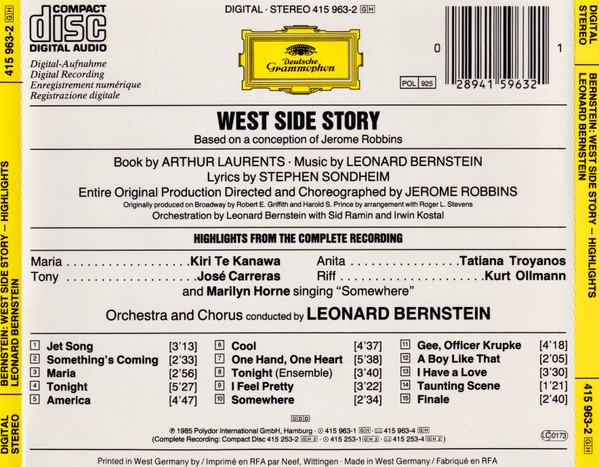 415 963-2 GH
DIGITAL STEREO
BERNSTEIN: WEST SIDE STORY – HIGHLIGHTS
LEONARD BERNSTEIN
DIGITAL STEREO
COMPACT
disc
DIGITAL AUDIO
Digital-Aufnahme
Digital Recording
Enregistrement numérique
Registrazione digitale
DIGITAL · STEREO 415 963-2 GH
Deutsche
Grammophon
POL 925
0 28941 59632 1
WEST SIDE STORY
Based on a conception of Jerome Robbins
Book by ARTHUR LAURENTS · Music by LEONARD BERNSTEIN
Lyrics by STEPHEN SONDHEIM
Entire Original Production Directed and Choreographed by JEROME ROBBINS
Originally produced on Broadway by Robert E. Griffith and Harold S. Prince by arrangement with Roger L. Stevens
Orchestration by Leonard Bernstein with Sid Ramin and Irwin Kostal
HIGHLIGHTS FROM THE COMPLETE RECORDING
Maria ..................... Kiri Te Kanawa Anita .................. Tatiana Troyanos
Tony ....................... José Carreras Riff ....................... Kurt Ollmann
and Marilyn Horne singing "Somewhere"
Orchestra and Chorus conducted by LEONARD BERNSTEIN
1 Jet Song [3'13]
2 Something's Coming [2'33]
3 Maria [2'56]
4 Tonight [5'27]
5 America [4'47]
6 Cool [4'37]
7 One Hand, One Heart [5'38]
8 Tonight (Ensemble) [3'40]
9 I Feel Pretty [3'22]
10 Somewhere [2'34]
11 Gee, Officer Krupke [4'18]
12 A Boy Like That [2'05]
13 I Have a Love [3'30]
14 Taunting Scene [1'21]
15 Finale [2'40]
DDD
℗ 1985 Polydor International GmbH, Hamburg · 415 963-1 GH · 415 963-4 GH
(Complete Recording: Compact Disc 415 253-2 GH 2 · 415 253-1 GH 2 · 415 253-4 GH 2)
LC 0173
Printed in West Germany by / Imprimé en RFA par Neef, Wittingen · Made in West Germany / Fabriqué en RFA
DIGITAL
STEREO
BERNSTEIN: WEST SIDE STORY – HIGHLIGHTS
LEONARD BERNSTEIN
415 963-2 GH